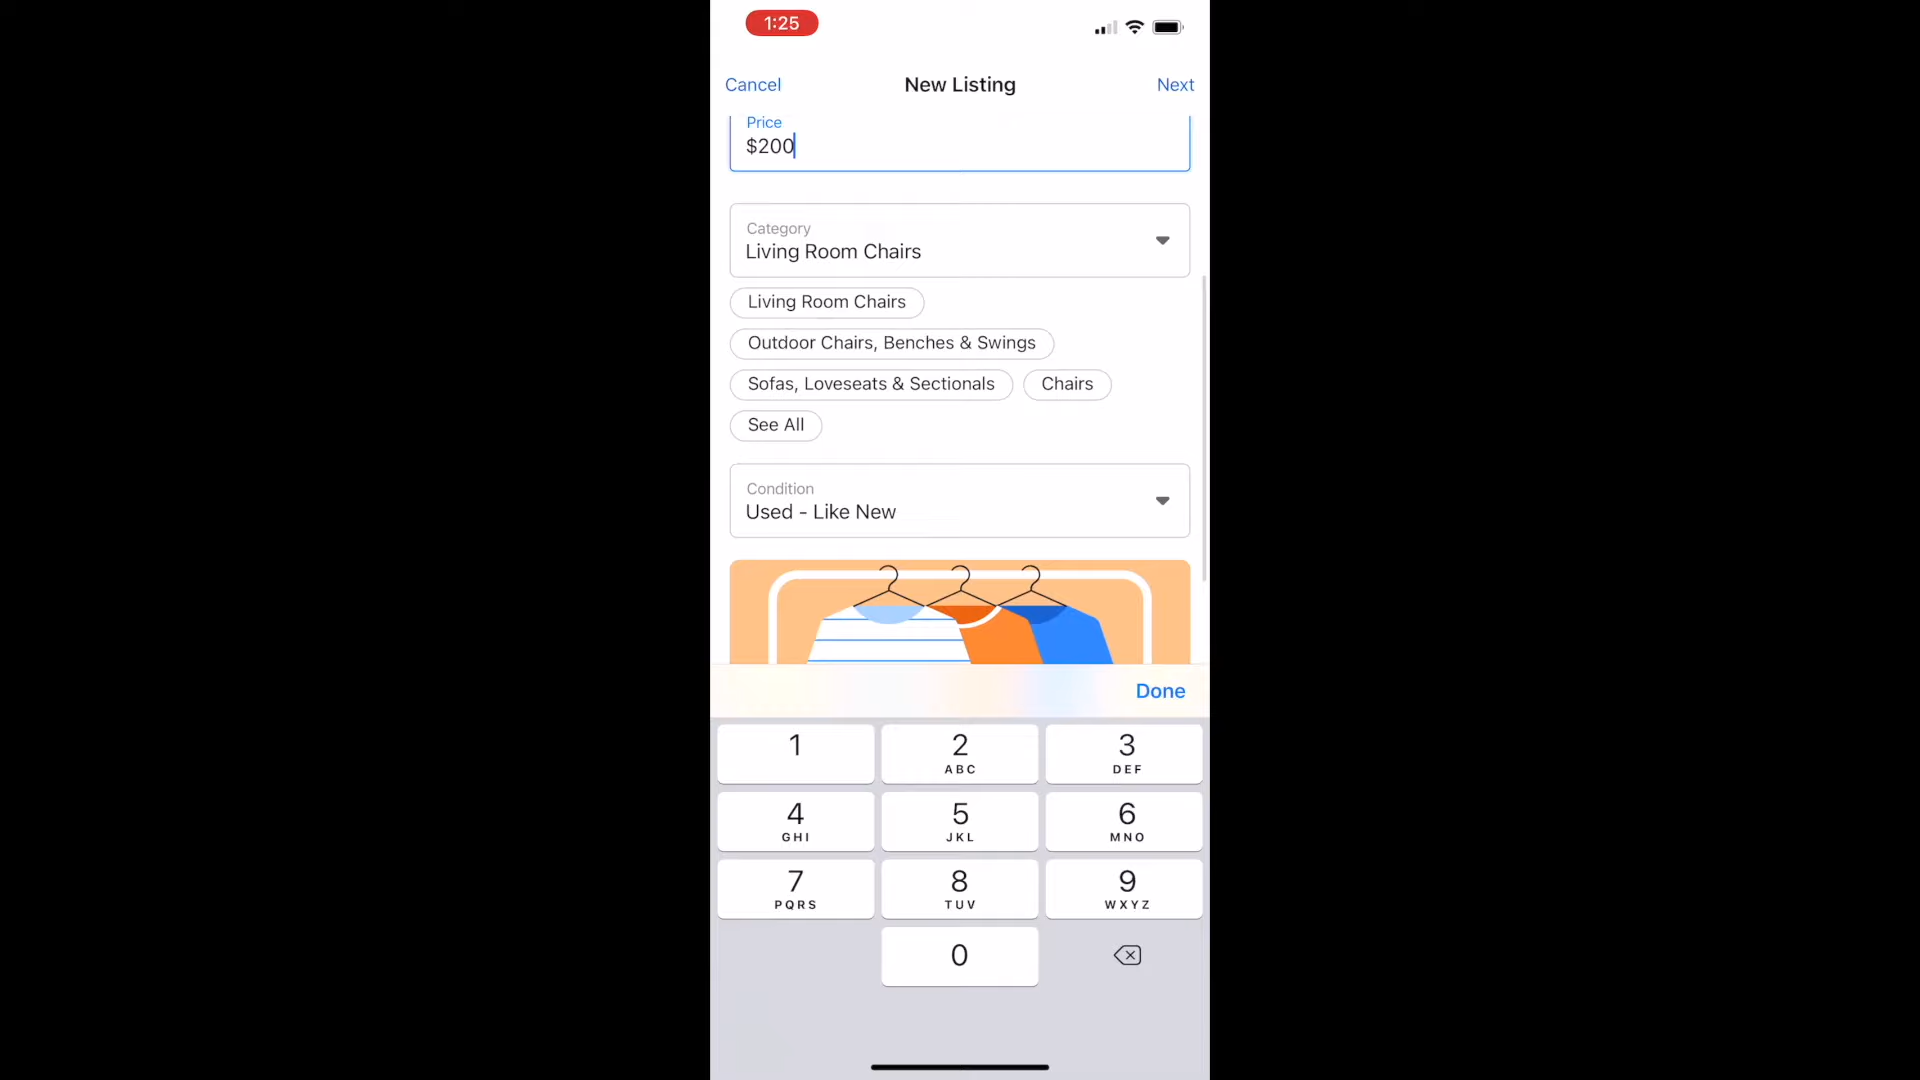 1:25
Cancel
New Listing
Next
Price
$200
Category
Living Room Chairs
Living Room Chairs
Outdoor Chairs, Benches & Swings
Sofas, Loveseats & Sectionals
Chairs
See All
Condition
Used - Like New
Done
1
2
3
ABC
DEF
4
5
6
GHI
JKL
MNO
7
8
9
PQRS
TUV
WXYZ
0